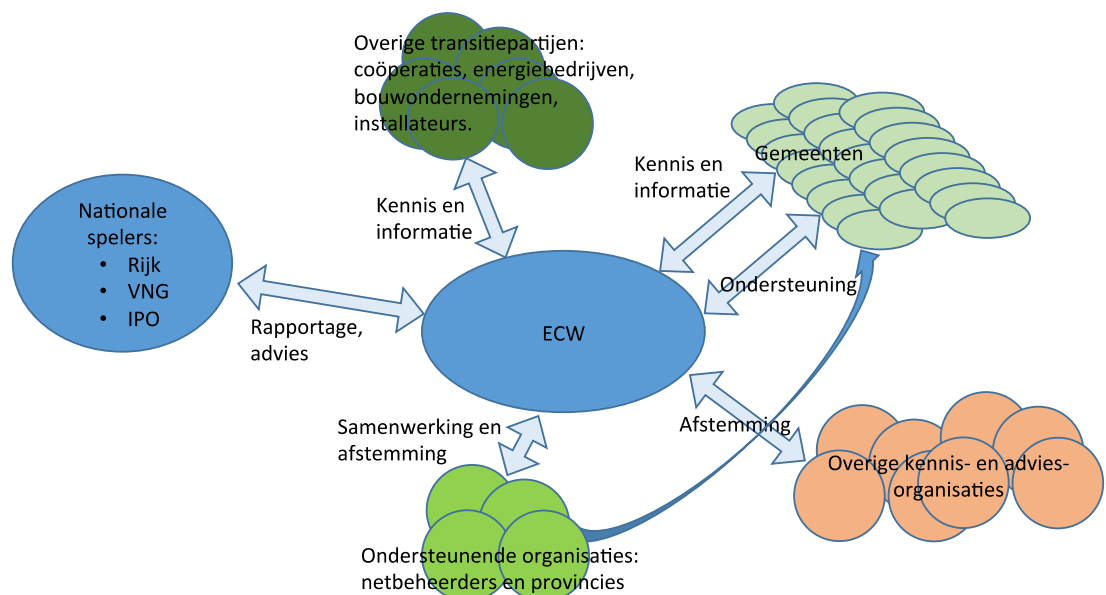 Overige transitiepartijen:
coöperaties, energiebedrijven,
bouwondernemingen,
installateurs.
Kennis en
informatie
Gemeenten
Kennis en
informatie
Nationale
spelers:
• Rijk
• VNG
• IPO
Ondersteuning
Rapportage,
advies
ECW
Samenwerking en
afstemming
Afstemming
Overige kennis- en advies-
organisaties
Ondersteunende organisaties:
netbeheerders en provincies